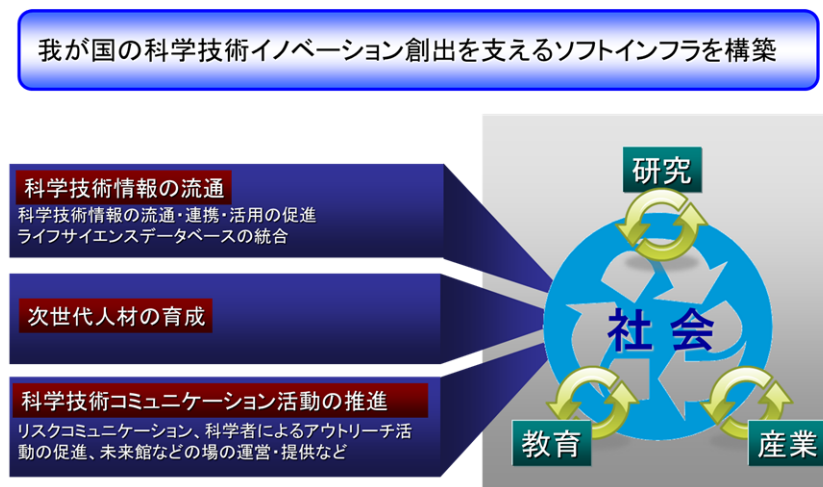 我が国の科学技術イノベーション創出を支えるソフトインフラを構築
科学技術情報の流通
科学技術情報の流通・連携・活用の促進
ライフサイエンスデータベースの統合
次世代人材の育成
科学技術コミュニケーション活動の推進
リスクコミュニケーション、科学者によるアウトリーチ活
動の促進、未来館などの場の運営・提供など
研究
社会
教育
産業